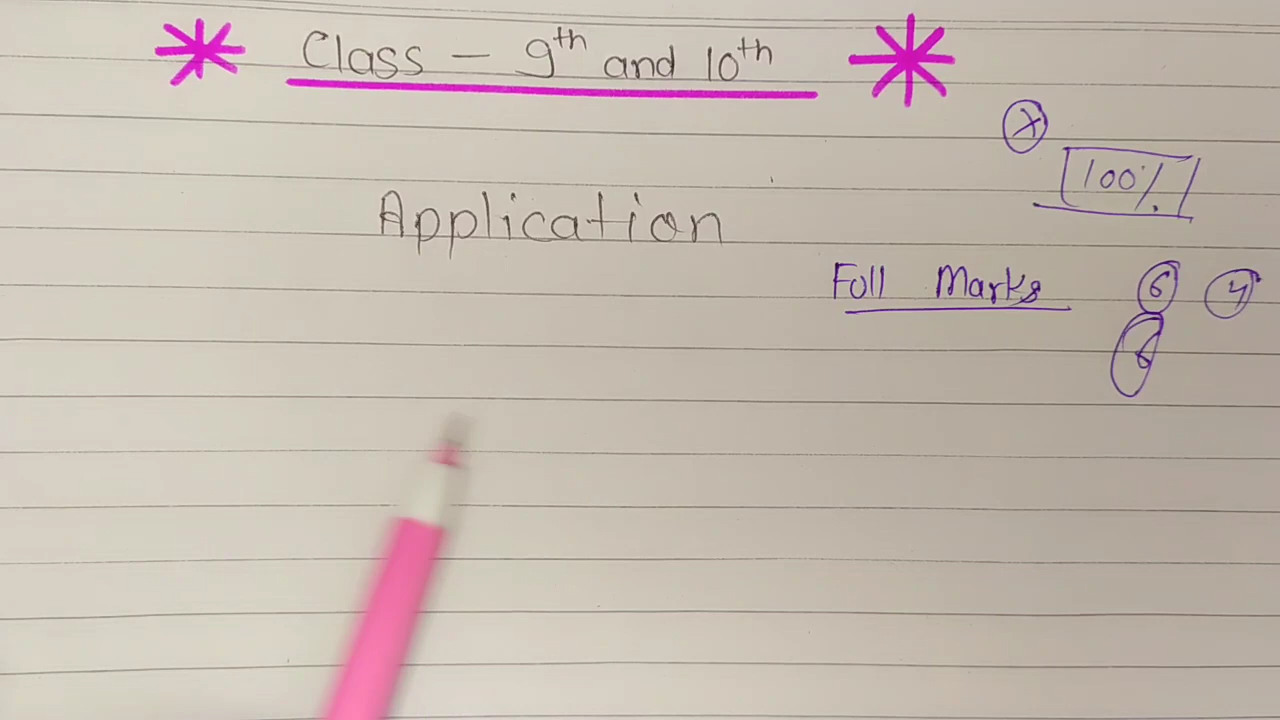 Class – 9th and 10th
100%
Application
Full Marks 6 4
6